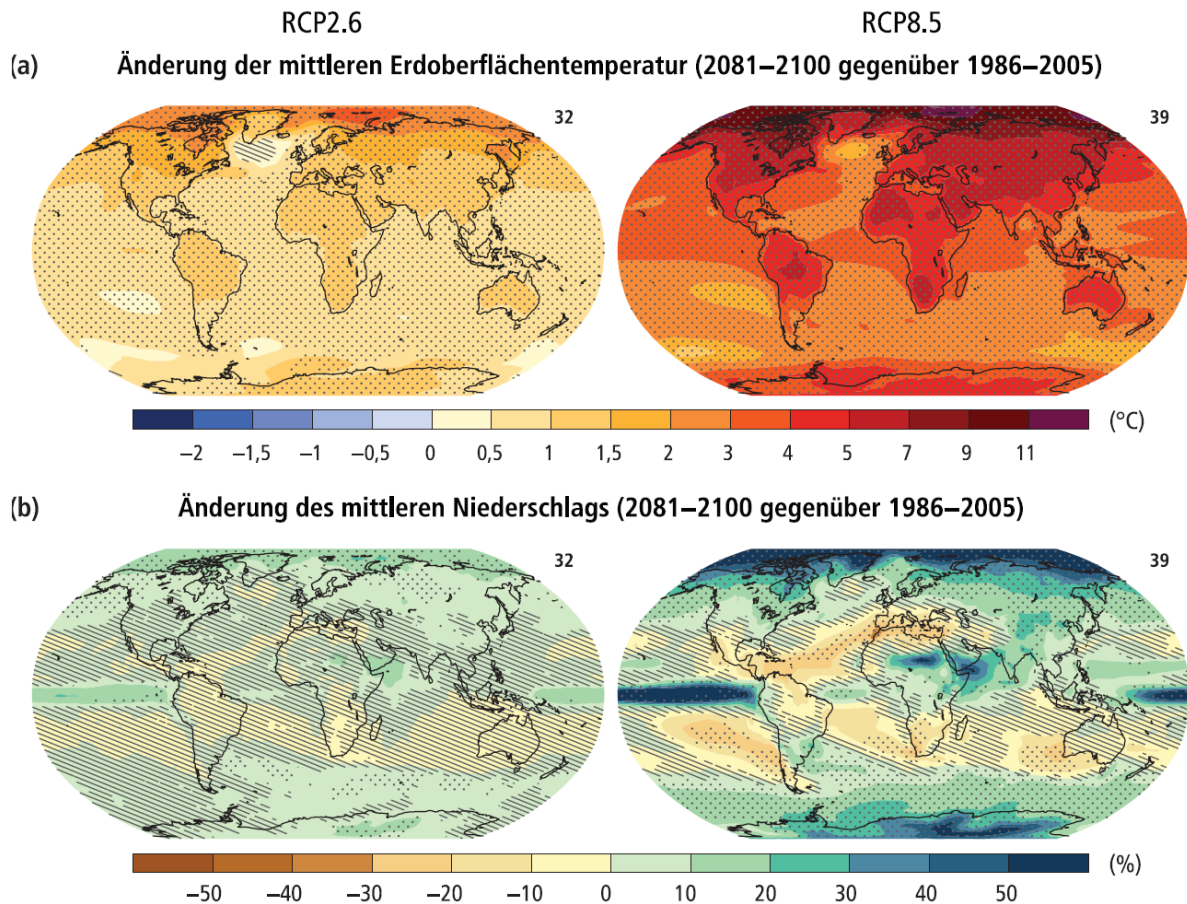 RCP2.6 RCP8.5
(a) Änderung der mittleren Erdoberflächentemperatur (2081–2100 gegenüber 1986–2005)
32 39
−2 −1,5 −1 −0,5 0 0,5 1 1,5 2 3 4 5 7 9 11 (°C)
(b) Änderung des mittleren Niederschlags (2081–2100 gegenüber 1986–2005)
32 39
−50 −40 −30 −20 −10 0 10 20 30 40 50 (%)